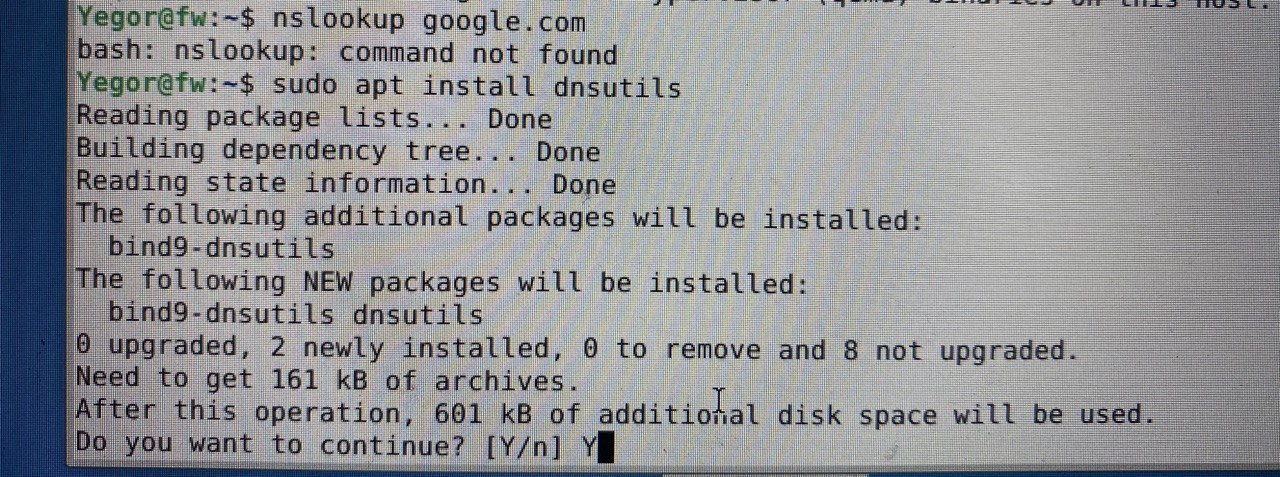 binaries on this host.
Yegor@fw:~$ nslookup google.com
bash: nslookup: command not found
Yegor@fw:~$ sudo apt install dnsutils
Reading package lists... Done
Building dependency tree... Done
Reading state information... Done
The following additional packages will be installed:
  bind9-dnsutils
The following NEW packages will be installed:
  bind9-dnsutils dnsutils
0 upgraded, 2 newly installed, 0 to remove and 8 not upgraded.
Need to get 161 kB of archives.
After this operation, 601 kB of additional disk space will be used.
Do you want to continue? [Y/n] Y